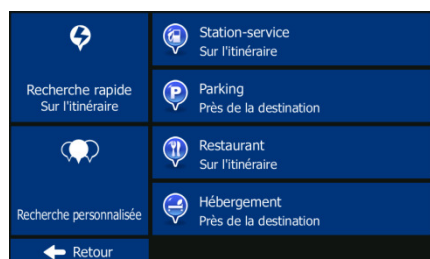 Recherche rapide
Sur l'itinéraire
Recherche personnalisée
Retour
Station-service
Sur l'itinéraire
P
Parking
Près de la destination
Restaurant
Sur l'itinéraire
Hébergement
Près de la destination